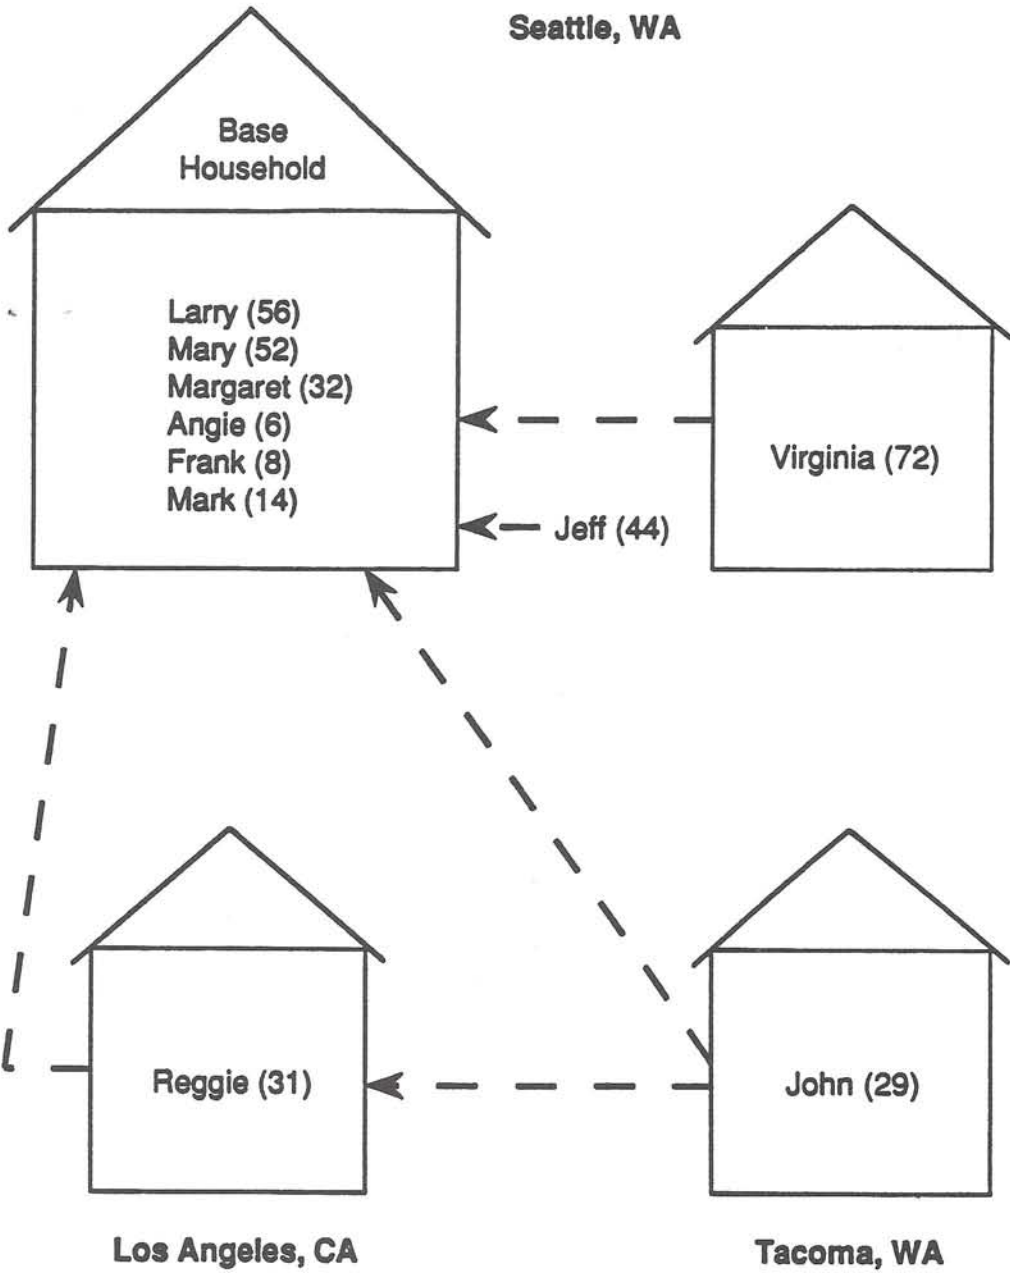 Seattle, WA
Base
Household
Larry (56)
Mary (52)
Margaret (32)
Angie (6)
Frank (8)
Mark (14)
Virginia (72)
Jeff (44)
Reggie (31)
John (29)
Los Angeles, CA
Tacoma, WA